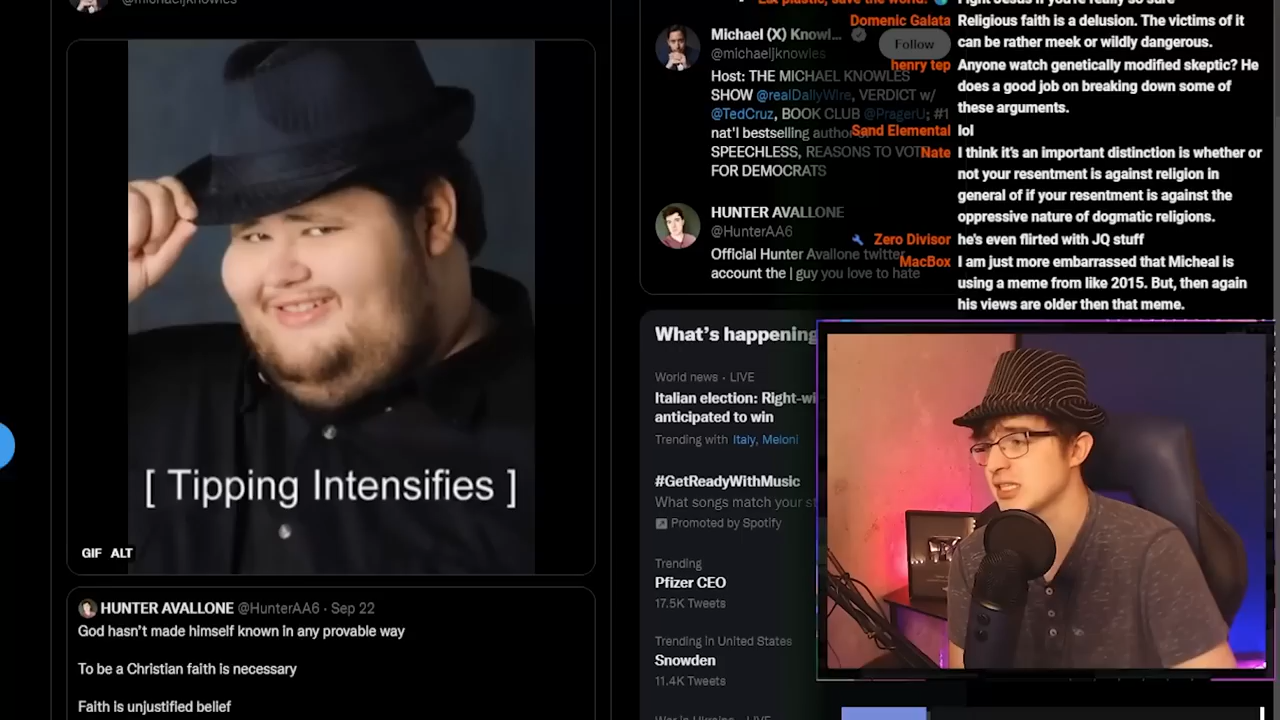 @michaeljknowles
[ Tipping Intensifies ]
GIF ALT
HUNTER AVALLONE @HunterAA6 · Sep 22
God hasn't made himself known in any provable way
To be a Christian faith is necessary
Faith is unjustified belief
Michael (X) Knowl...
@michaeljknowles
Follow
Host: THE MICHAEL KNOWLES
SHOW @realDailyWire, VERDICT w/
@TedCruz, BOOK CLUB @PragerU; #1
nat'l bestselling author
SPEECHLESS, REASONS TO VOTE
FOR DEMOCRATS
HUNTER AVALLONE
@HunterAA6
Official Hunter Avallone twitter
account the | guy you love to hate
What's happening
World news · LIVE
Italian election: Right-wi
anticipated to win
Trending with Italy, Meloni
#GetReadyWithMusic
What songs match your st
Promoted by Spotify
Trending
Pfizer CEO
17.5K Tweets
Trending in United States
Snowden
11.4K Tweets
Domenic Galata Religious faith is a delusion. The victims of it
can be rather meek or wildly dangerous.
henry tep Anyone watch genetically modified skeptic? He
does a good job on breaking down some of
these arguments.
Sand Elemental lol
Nate I think it's an important distinction is whether or
not your resentment is against religion in
general of if your resentment is against the
oppressive nature of dogmatic religions.
Zero Divisor he's even flirted with JQ stuff
MacBox I am just more embarrassed that Micheal is
using a meme from like 2015. But, then again
his views are older then that meme.